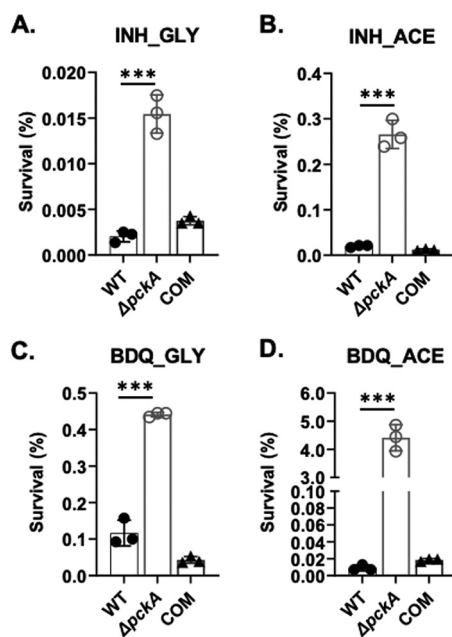 A.
INH_GLY
Survival (%)
0.020
0.015
0.010
0.005
0.000
***
WT
ΔpckA
COM
B.
INH_ACE
Survival (%)
0.4
0.3
0.2
0.1
0.0
***
WT
ΔpckA
COM
C.
BDQ_GLY
Survival (%)
0.5
0.4
0.3
0.2
0.1
0.0
***
WT
ΔpckA
COM
D.
BDQ_ACE
Survival (%)
6.0
5.0
4.0
3.0
0.10
0.08
0.06
0.04
0.02
0.00
***
WT
ΔpckA
COM